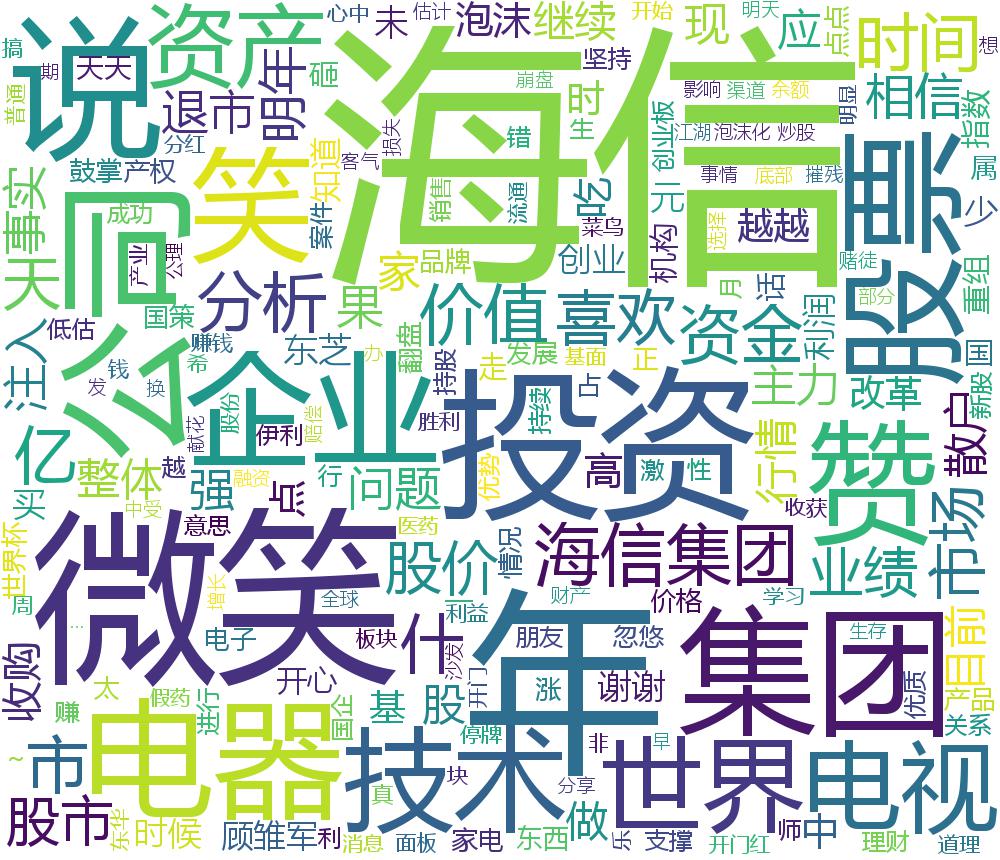 搞
说
资产
心中
未
估计
泡沫
继续
开始
现
明天
应
点点
时间
想
期
天天
普通
退市
明年
砸
海信
坚持
时
影响
渠道
余额
明显
相信
指数
分红
鼓掌
产权
笑
知道
客气
损失
错
生
创业板
江湖
泡沫化
炒股
股票
属
天
事实
公司
成功
案件
销售
流通
吃
菜鸟
元
事情
底部
摧残
选择
越越
赌徒
少
产业
公理
分析
家
品牌
创业
机构
月
话
部分
重组
低估
国策
果
价值
喜欢
资金
利润
国
注入
赚钱
希
东芝
办
翻盘
走
发展
基面
正
主力
改革
新股
发
钱
换
企业
持股
投资
占
亿
献花
股份
伊利
赔偿
胜利
持续
赞
散户
整体
越
融资
行
问题
优势
高
激
性
行情
买
中受
强
点
收获
世界杯
意思
医药
微笑
股价
情况
海信集团
业绩
市场
周
...
增长
全球
利益
年
财产
价格
学习
收购
电子
板块
什
沙发
朋友
忽悠
集团
生存
目前
太
假药
进行
开心
国企
基
股
开门
涨
谢谢
优质
产品
赚
关系
~
市
电器
技术
停牌
非
早
世界
电视
股市
东华
时候
顾雏军
利
真
消息
块
面板
家电
分享
东西
做
乐
支撑
开门红
师
中
理财
道理